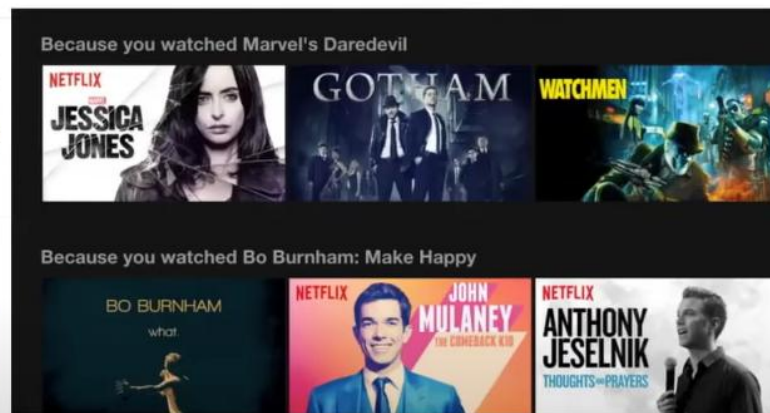 Because you watched Marvel's Daredevil
NETFLIX
MARVEL
JESSICA
JONES
GOTHAM
WATCHMEN
Because you watched Bo Burnham: Make Happy
BO BURNHAM
what.
NETFLIX
JOHN
MULANEY
THE COMEBACK KID
NETFLIX
ANTHONY
JESELNIK
THOUGHTS AND PRAYERS